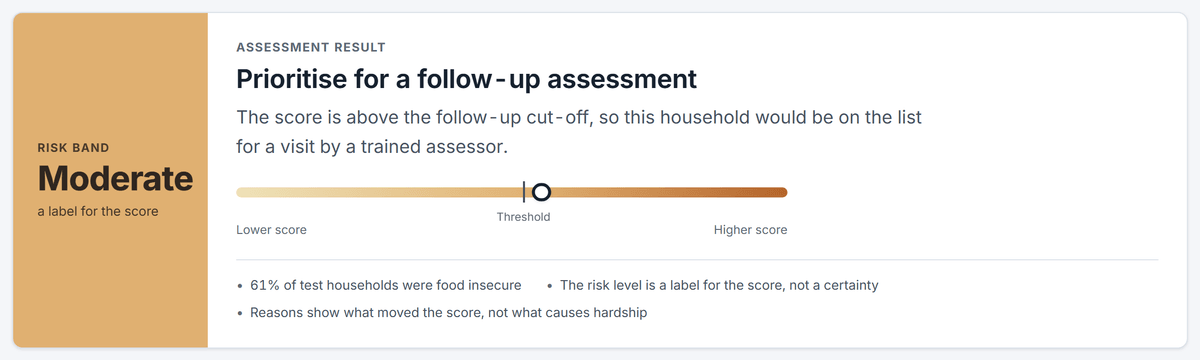 RISK BAND
Moderate
a label for the score
ASSESSMENT RESULT
Prioritise for a follow-up assessment
The score is above the follow-up cut-off, so this household would be on the list
for a visit by a trained assessor.
Threshold
Lower score
Higher score
• 61% of test households were food insecure
• The risk level is a label for the score, not a certainty
• Reasons show what moved the score, not what causes hardship